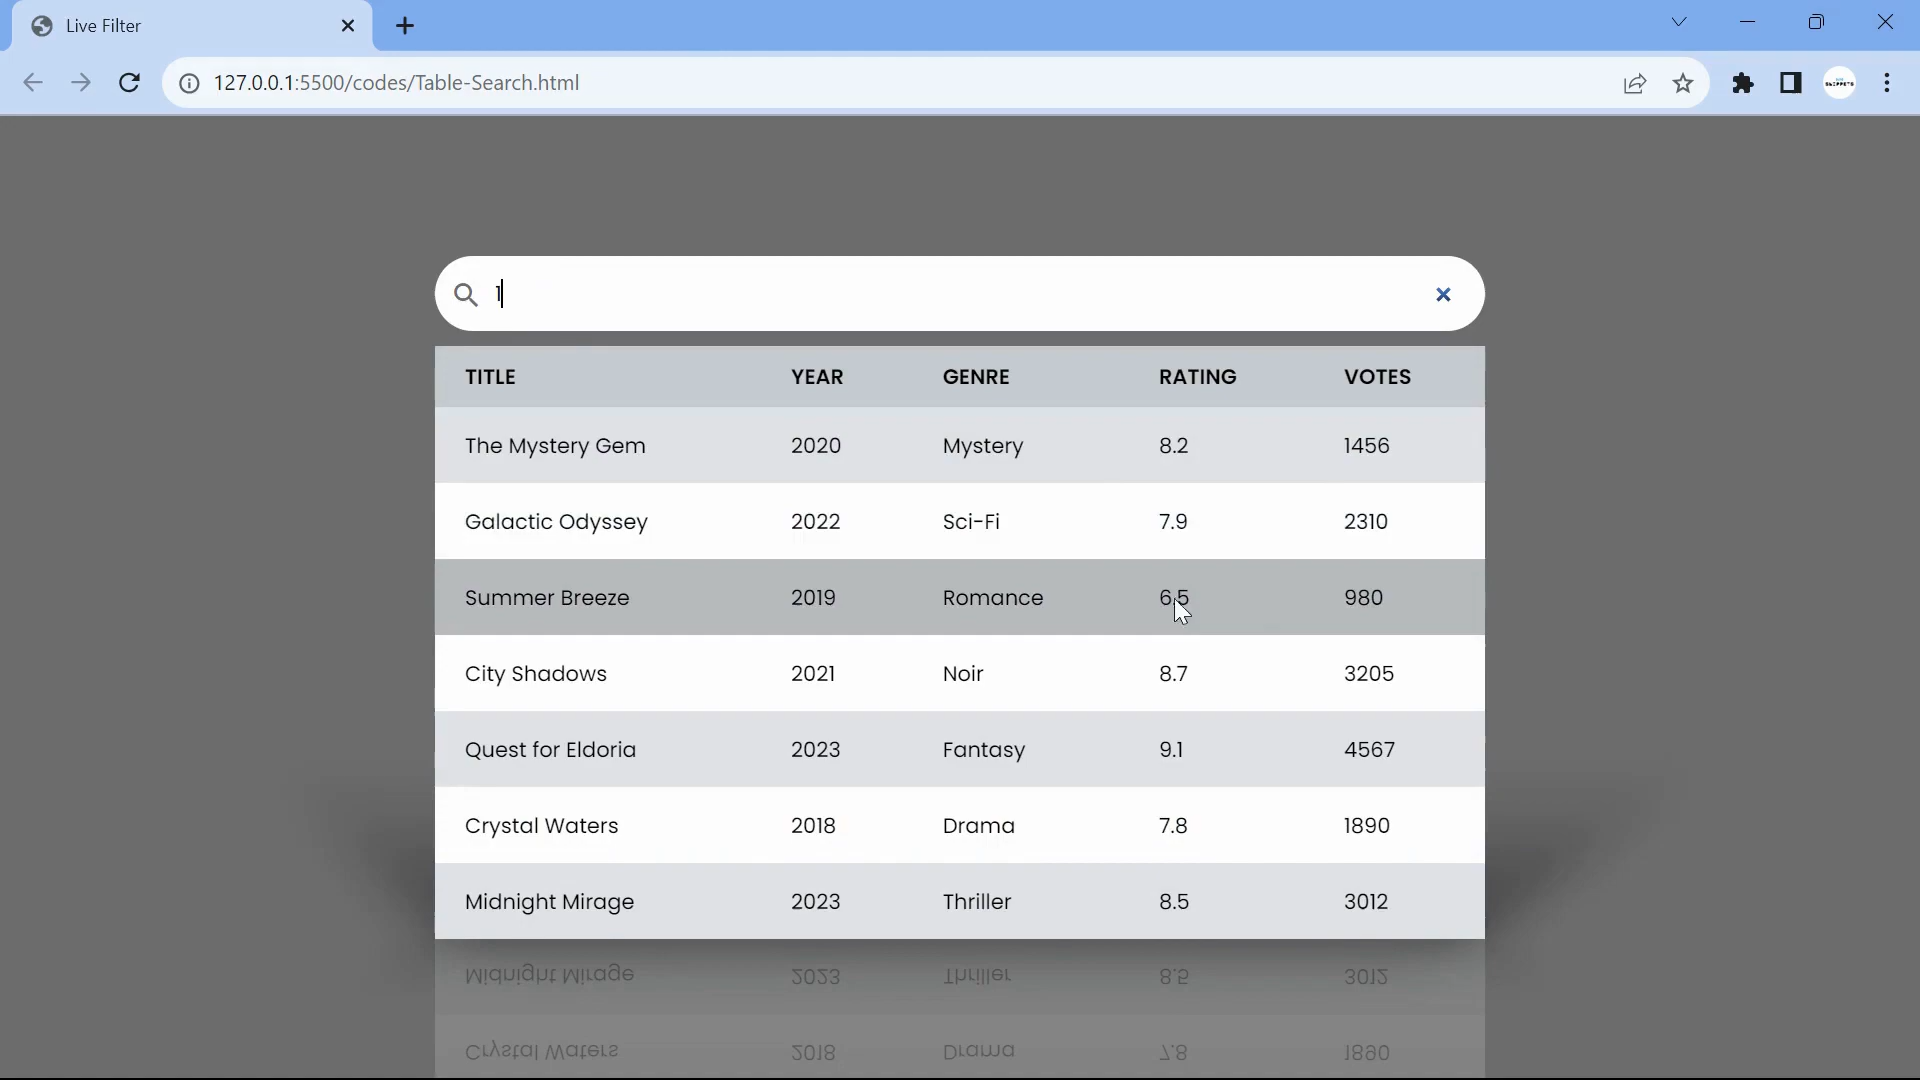 Live Filter
127.0.0.1:5500/codes/Table-Search.html
1
TITLE YEAR GENRE RATING VOTES
The Mystery Gem 2020 Mystery 8.2 1456
Galactic Odyssey 2022 Sci-Fi 7.9 2310
Summer Breeze 2019 Romance 6.5 980
City Shadows 2021 Noir 8.7 3205
Quest for Eldoria 2023 Fantasy 9.1 4567
Crystal Waters 2018 Drama 7.8 1890
Midnight Mirage 2023 Thriller 8.5 3012
Midnight Mirage 2023 Thriller 8.5 3012
Crystal Waters 2018 Drama 7.8 1890